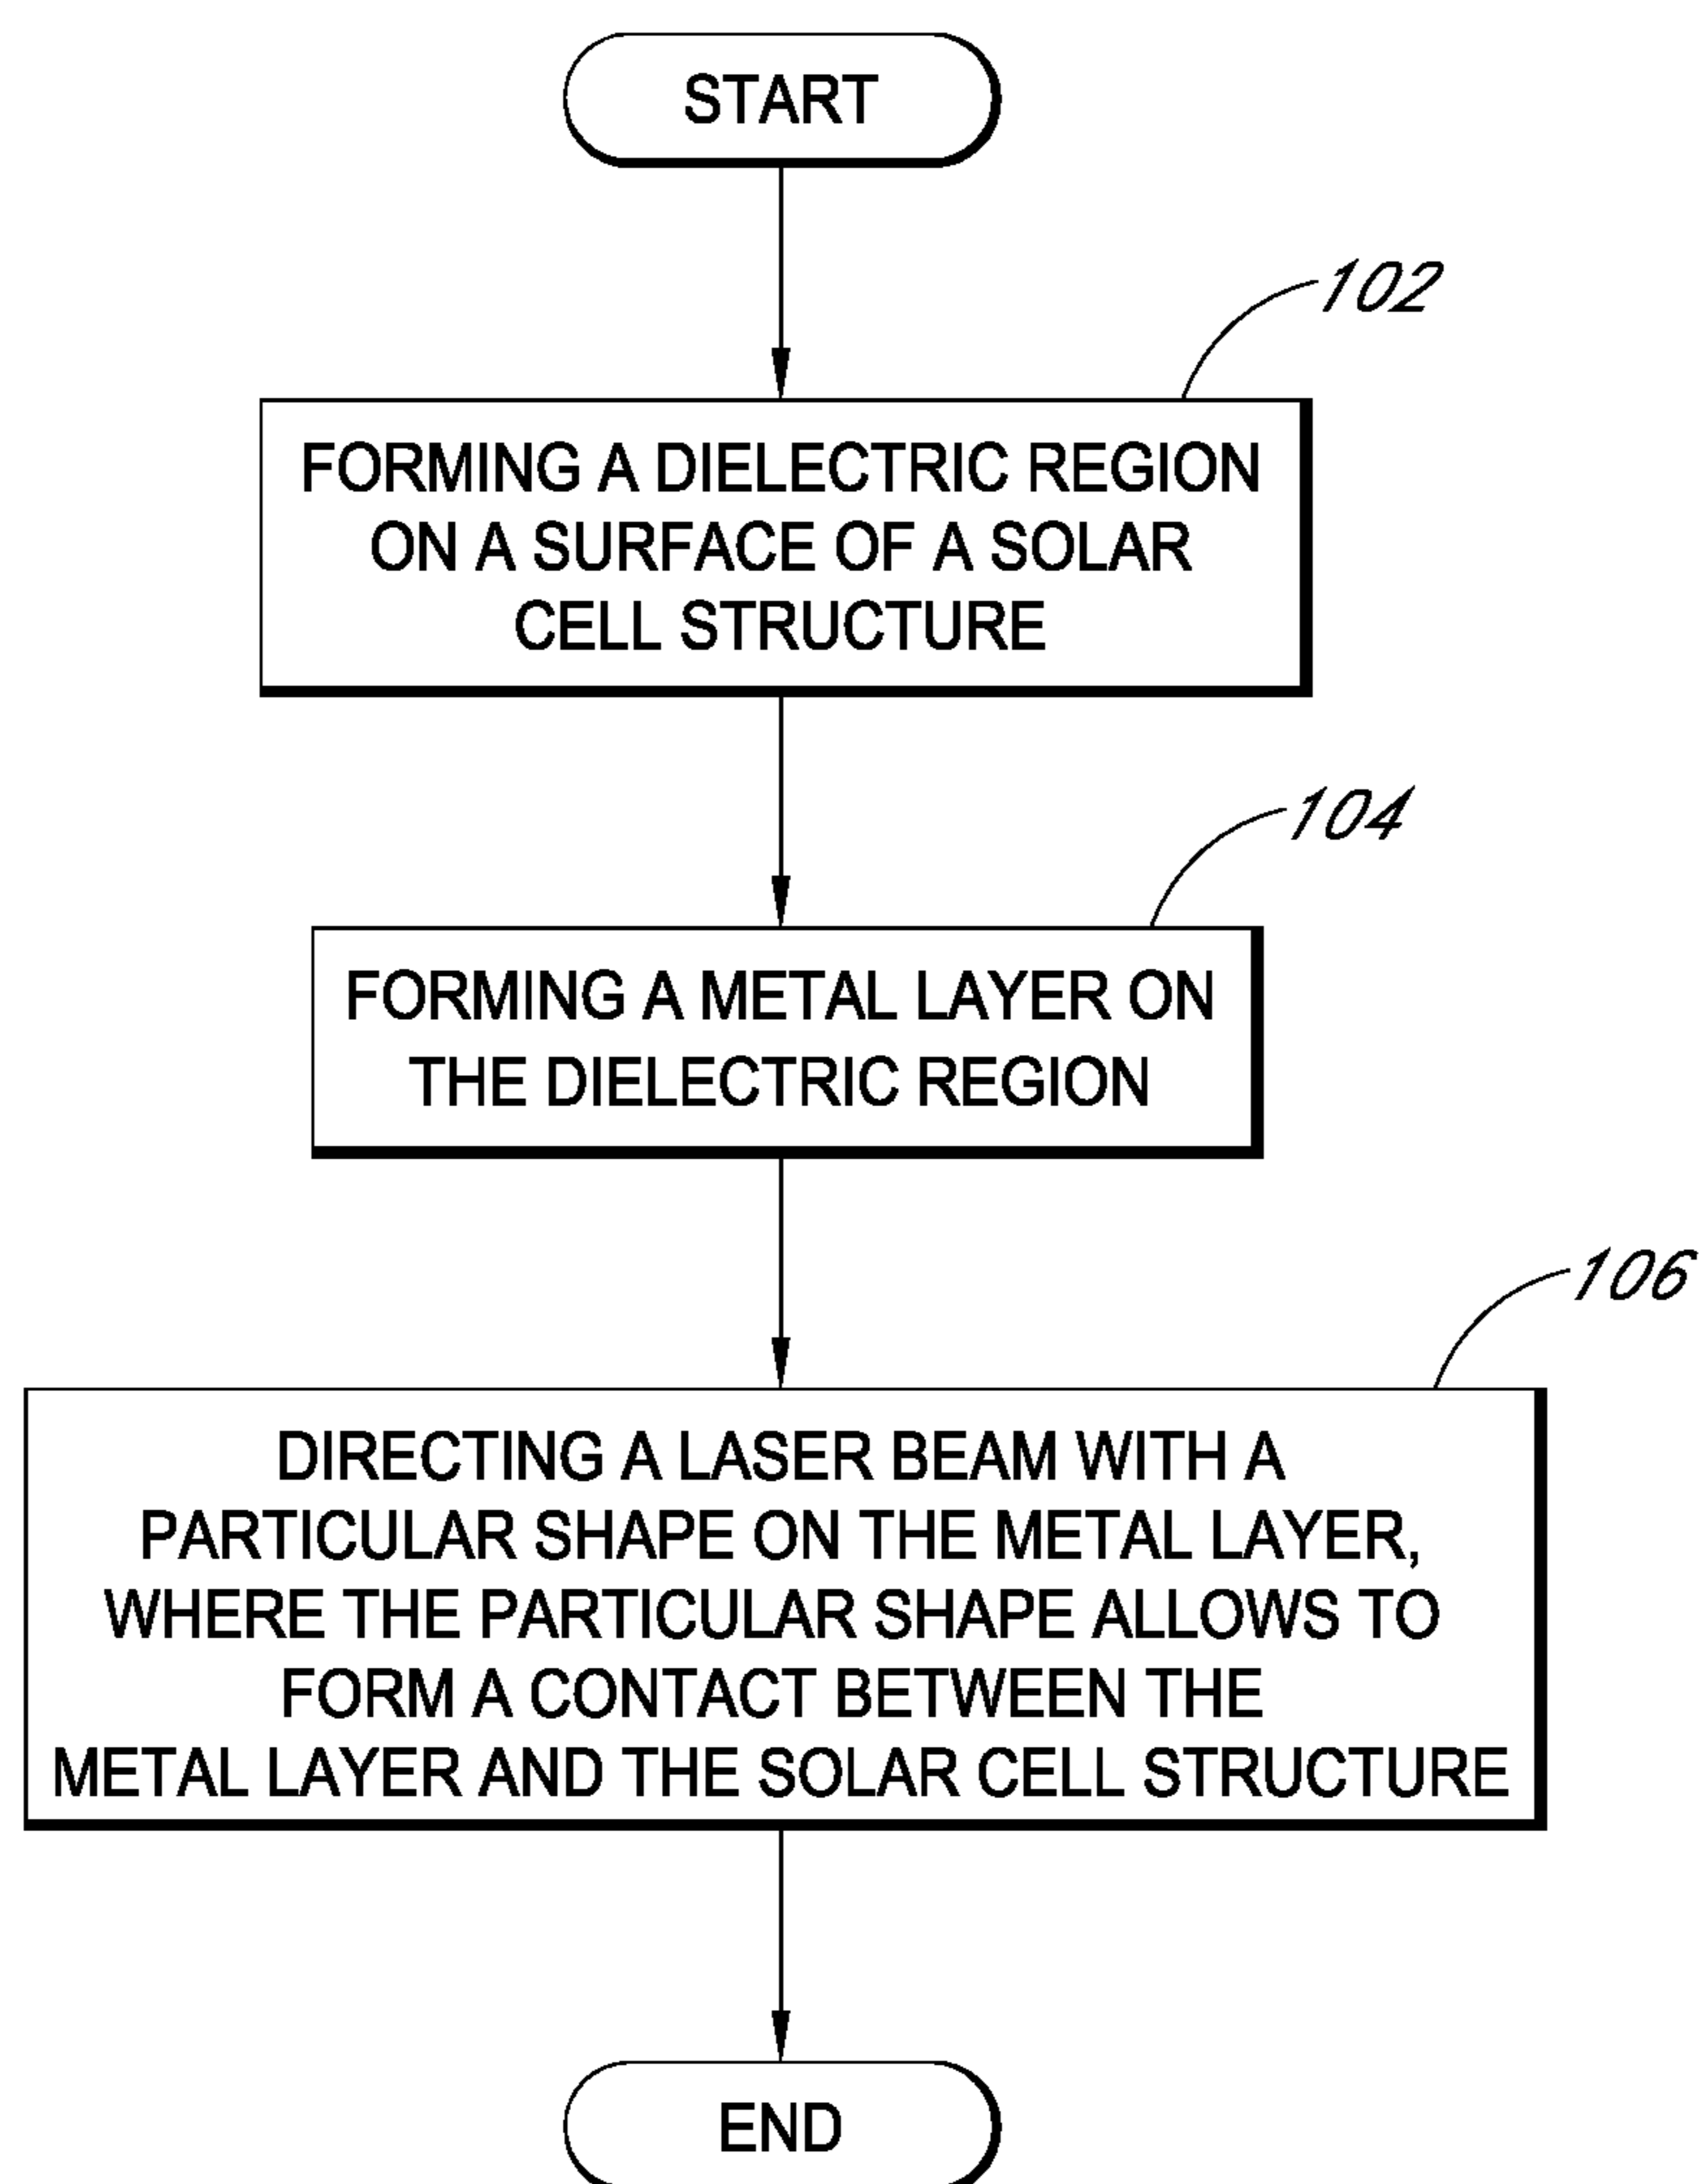 START
102
FORMING A DIELECTRIC REGION
ON A SURFACE OF A SOLAR
CELL STRUCTURE
104
FORMING A METAL LAYER ON
THE DIELECTRIC REGION
106
DIRECTING A LASER BEAM WITH A
PARTICULAR SHAPE ON THE METAL LAYER,
WHERE THE PARTICULAR SHAPE ALLOWS TO
FORM A CONTACT BETWEEN THE
METAL LAYER AND THE SOLAR CELL STRUCTURE
END